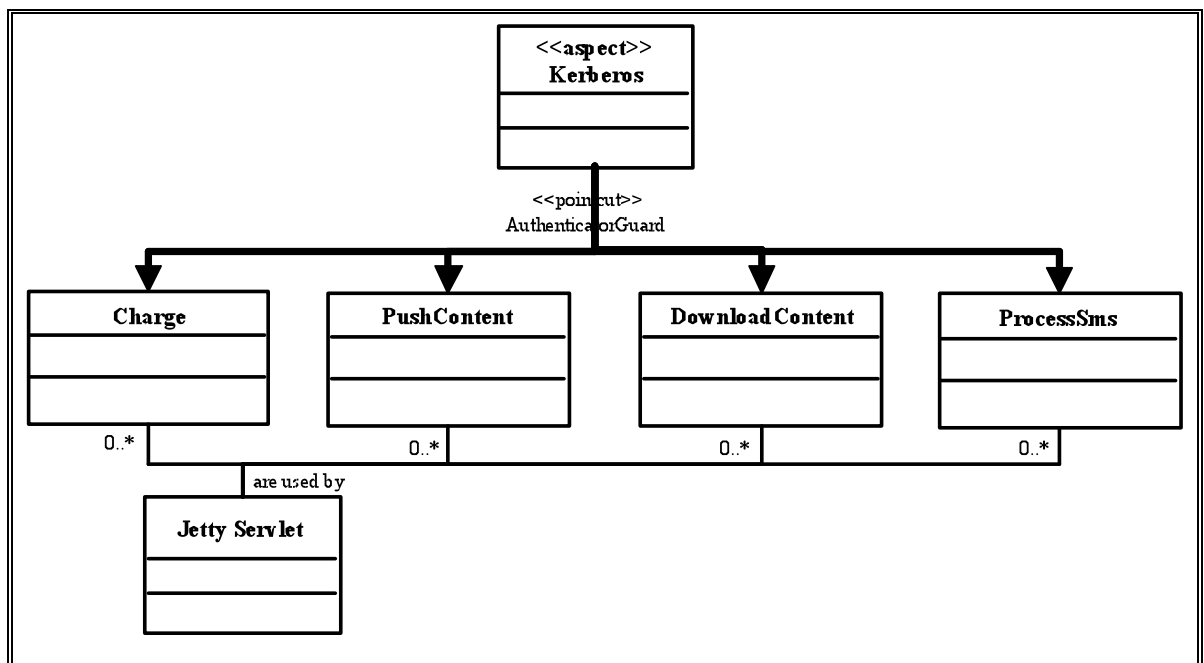 <<aspect>>
Kerberos
<<pointcut>>
AuthenticatorGuard
Charge
PushContent
DownloadContent
ProcessSms
0..*
0..*
0..*
0..*
are used by
Jetty Servlet